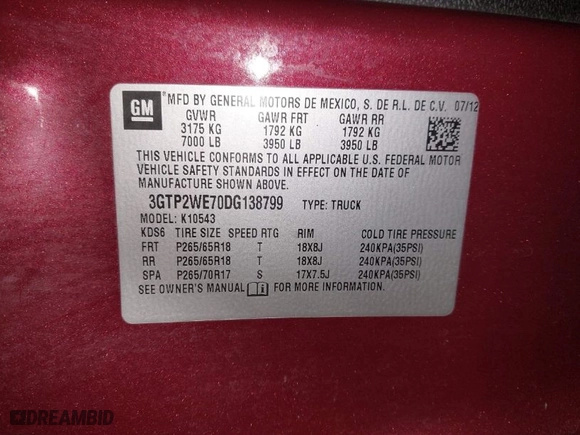 GM
MFD BY GENERAL MOTORS DE MEXICO, S. DE R.L. DE C.V. 07/12
GVWR GAWR FRT GAWR RR
3175 KG 1792 KG 1792 KG
7000 LB 3950 LB 3950 LB
THIS VEHICLE CONFORMS TO ALL APPLICABLE U.S. FEDERAL MOTOR
VEHICLE SAFETY STANDARDS IN EFFECT ON THE DATE OF
MANUFACTURE SHOWN ABOVE.
3GTP2WE70DG138799 TYPE: TRUCK
MODEL: K10543
KDS6 TIRE SIZE SPEED RTG RIM COLD TIRE PRESSURE
FRT P265/65R18 T 18X8J 240KPA(35PSI)
RR P265/65R18 T 18X8J 240KPA(35PSI)
SPA P265/70R17 S 17X7.5J 240KPA(35PSI)
SEE OWNER'S MANUAL FOR MORE INFORMATION.
DREAMBID